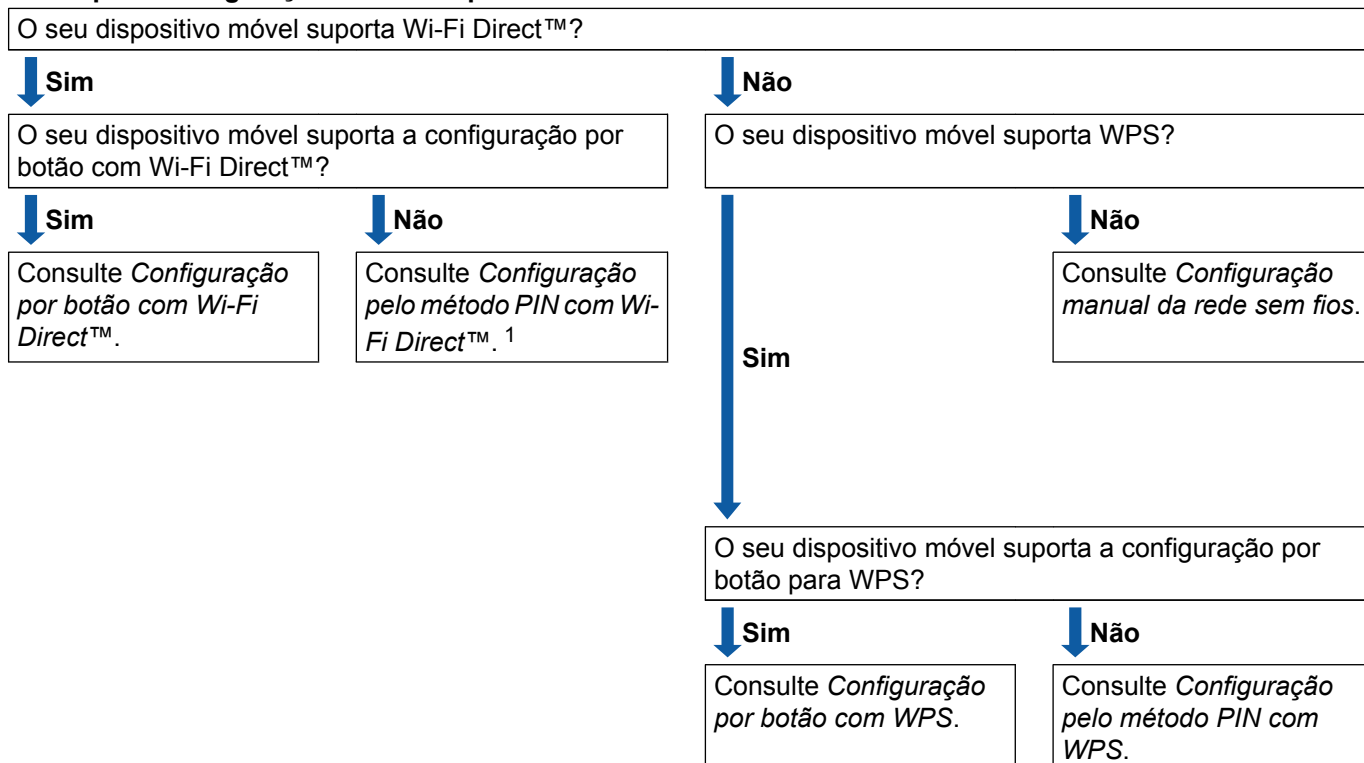 O seu dispositivo móvel suporta Wi-Fi Direct™?
Sim
Não
O seu dispositivo móvel suporta a configuração por
botão com Wi-Fi Direct™?
O seu dispositivo móvel suporta WPS?
Sim
Não
Não
Consulte Configuração
por botão com Wi-Fi
Direct™.
Consulte Configuração
pelo método PIN com Wi-
Fi Direct™. 1
Consulte Configuração
manual da rede sem fios.
Sim
O seu dispositivo móvel suporta a configuração por
botão para WPS?
Sim
Não
Consulte Configuração
por botão com WPS.
Consulte Configuração
pelo método PIN com
WPS.